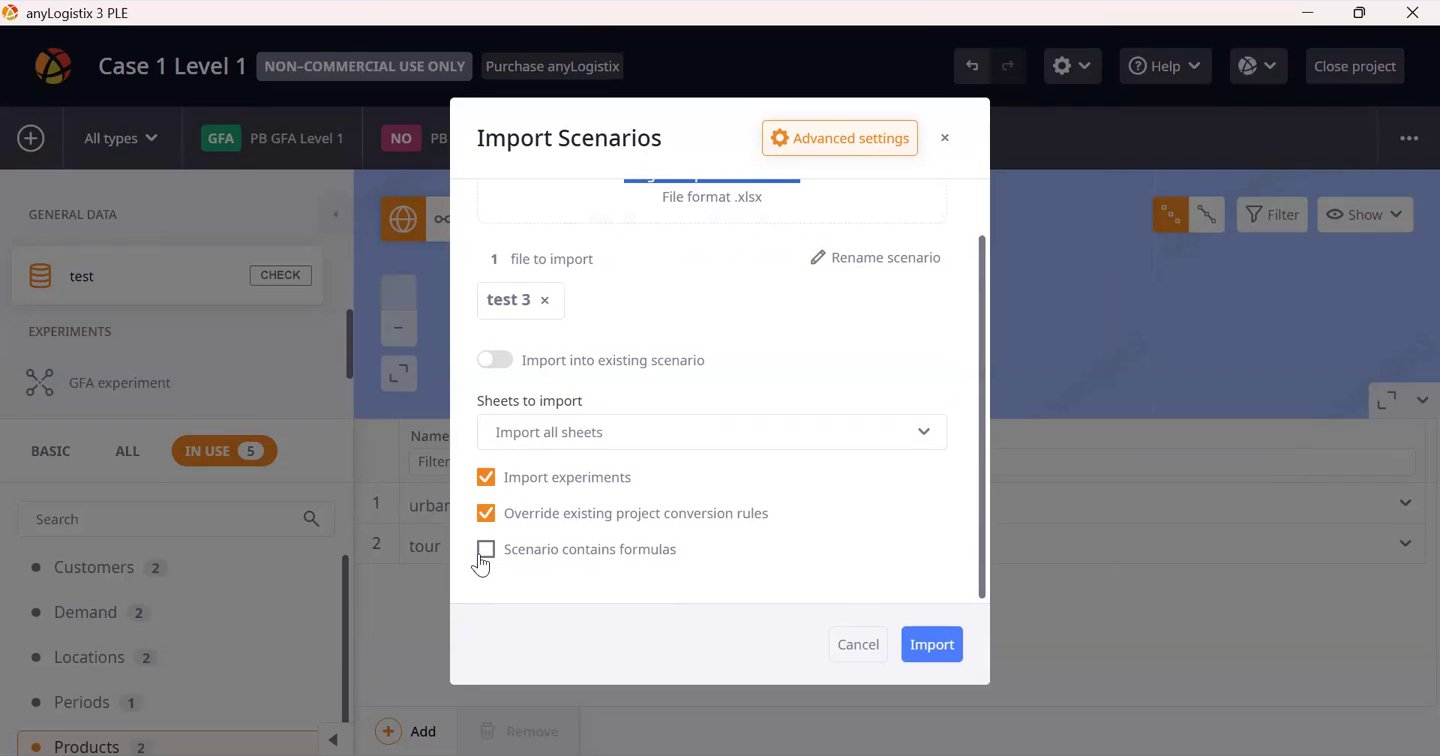 anyLogistix 3 PLE
Case 1 Level 1
NON-COMMERCIAL USE ONLY
Purchase anyLogistix
Help
Close project
All types
GFA
PB GFA Level 1
NO
PB
Import Scenarios
Advanced settings
File format .xlsx
GENERAL DATA
test
CHECK
EXPERIMENTS
GFA experiment
Filter
Show
1 file to import
Rename scenario
test 3
Import into existing scenario
Sheets to import
Import all sheets
Import experiments
Override existing project conversion rules
Scenario contains formulas
Cancel
Import
BASIC
ALL
IN USE 5
Search
Customers 2
Demand 2
Locations 2
Periods 1
Products 2
Name
Filter
1
urban
2
tour
Add
Remove